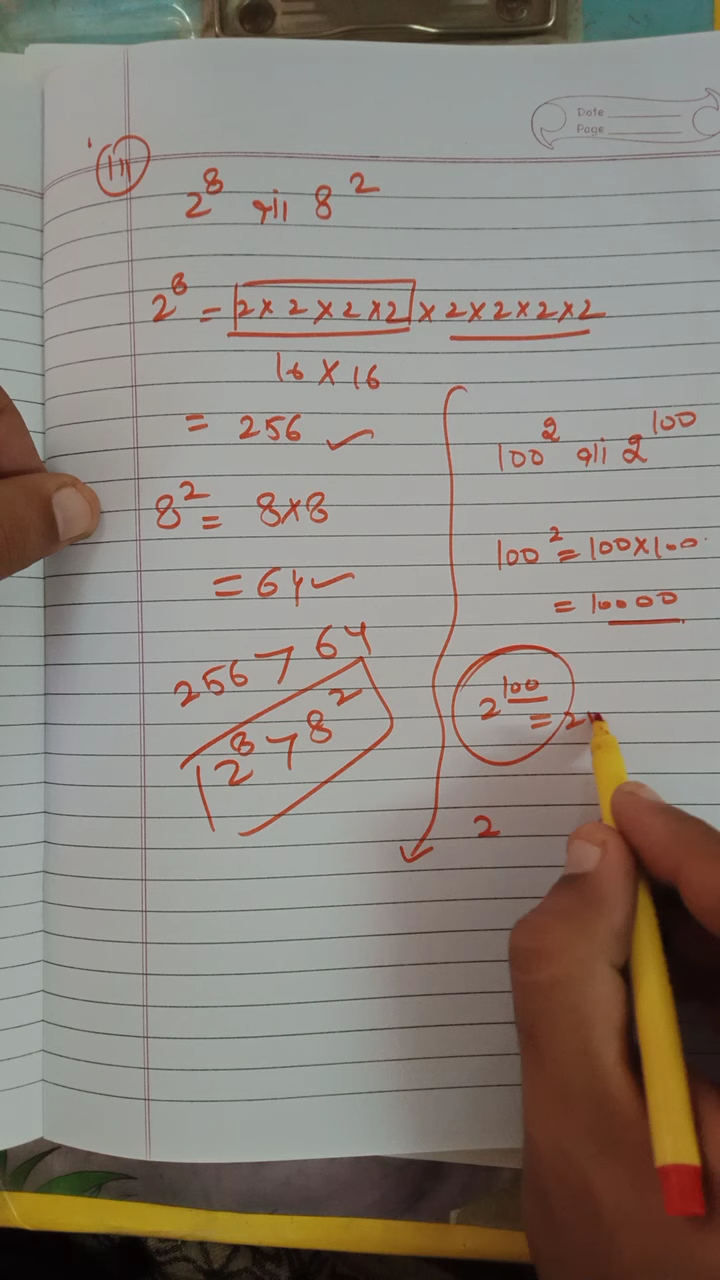 Date
Page
(iii)
2⁸ या 8²
2⁸ = 2 × 2 × 2 × 2 × 2 × 2 × 2 × 2
16 × 16
= 256 ✓
8² = 8×8
= 64 ✓
256 > 64
2⁸ > 8²
100² या 2¹⁰⁰
100² = 100×100
= 10000
2¹⁰⁰
= 2
2